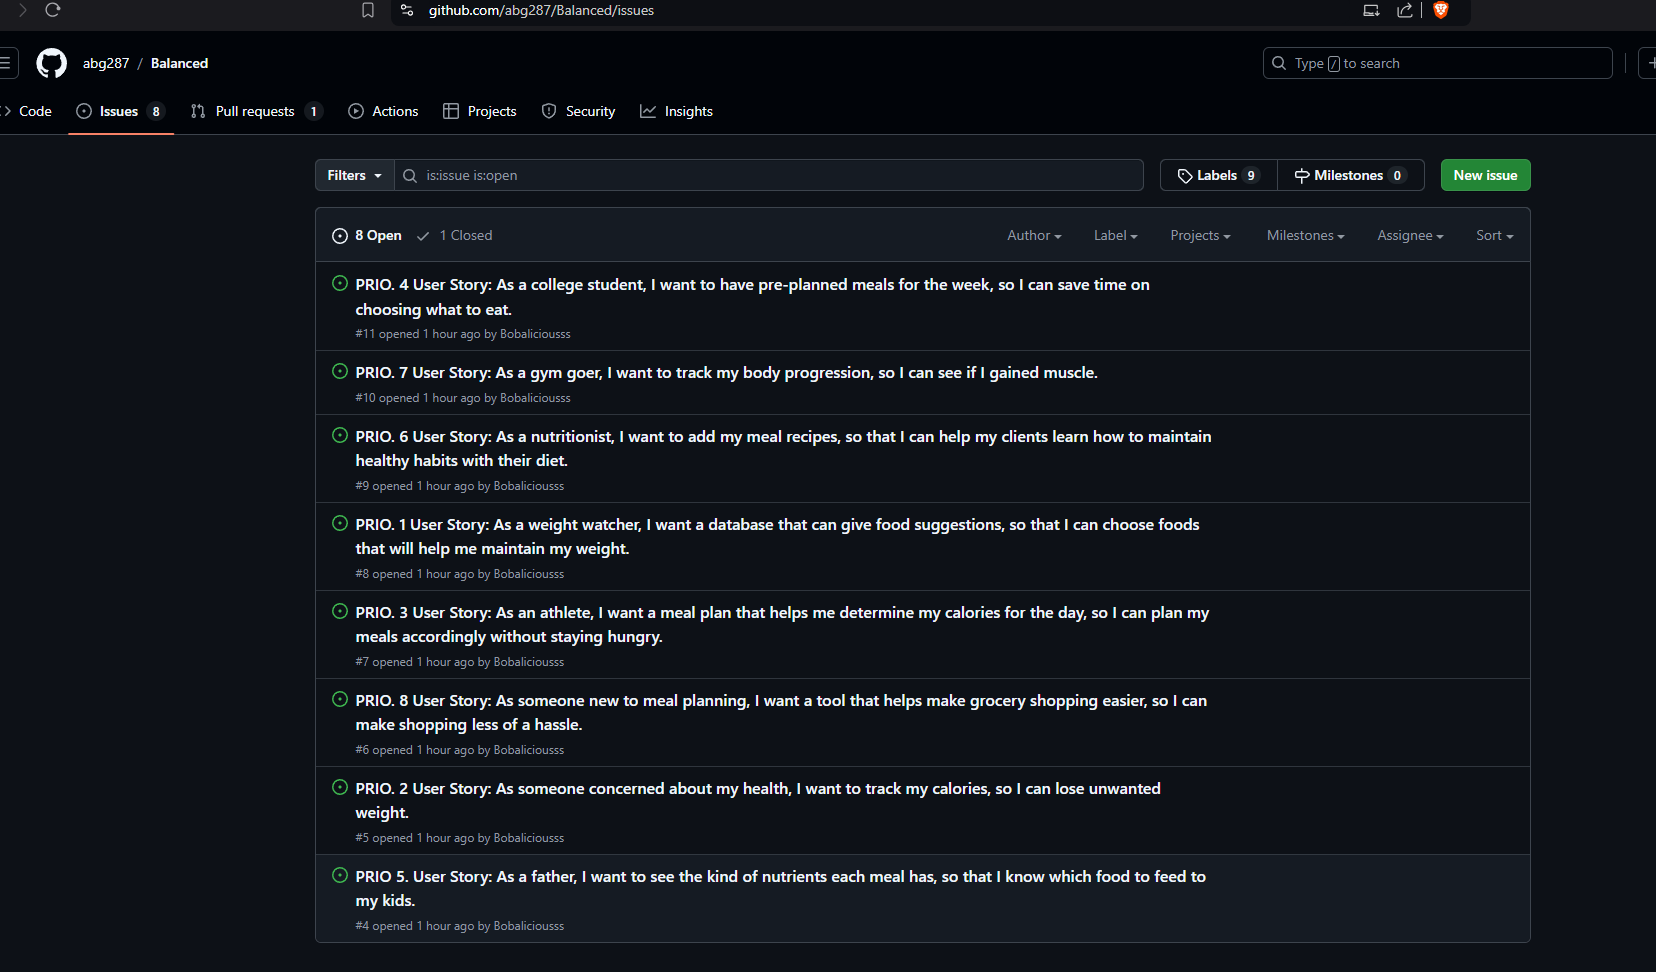 github.com/abg287/Balanced/issues
abg287 / Balanced
Type / to search
Code
Issues 8
Pull requests 1
Actions
Projects
Security
Insights
Filters
is:issue is:open
Labels 9
Milestones 0
New issue
8 Open
1 Closed
Author
Label
Projects
Milestones
Assignee
Sort
PRIO. 4 User Story: As a college student, I want to have pre-planned meals for the week, so I can save time on
choosing what to eat.
#11 opened 1 hour ago by Bobaliciousss
PRIO. 7 User Story: As a gym goer, I want to track my body progression, so I can see if I gained muscle.
#10 opened 1 hour ago by Bobaliciousss
PRIO. 6 User Story: As a nutritionist, I want to add my meal recipes, so that I can help my clients learn how to maintain
healthy habits with their diet.
#9 opened 1 hour ago by Bobaliciousss
PRIO. 1 User Story: As a weight watcher, I want a database that can give food suggestions, so that I can choose foods
that will help me maintain my weight.
#8 opened 1 hour ago by Bobaliciousss
PRIO. 3 User Story: As an athlete, I want a meal plan that helps me determine my calories for the day, so I can plan my
meals accordingly without staying hungry.
#7 opened 1 hour ago by Bobaliciousss
PRIO. 8 User Story: As someone new to meal planning, I want a tool that helps make grocery shopping easier, so I can
make shopping less of a hassle.
#6 opened 1 hour ago by Bobaliciousss
PRIO. 2 User Story: As someone concerned about my health, I want to track my calories, so I can lose unwanted
weight.
#5 opened 1 hour ago by Bobaliciousss
PRIO 5. User Story: As a father, I want to see the kind of nutrients each meal has, so that I know which food to feed to
my kids.
#4 opened 1 hour ago by Bobaliciousss